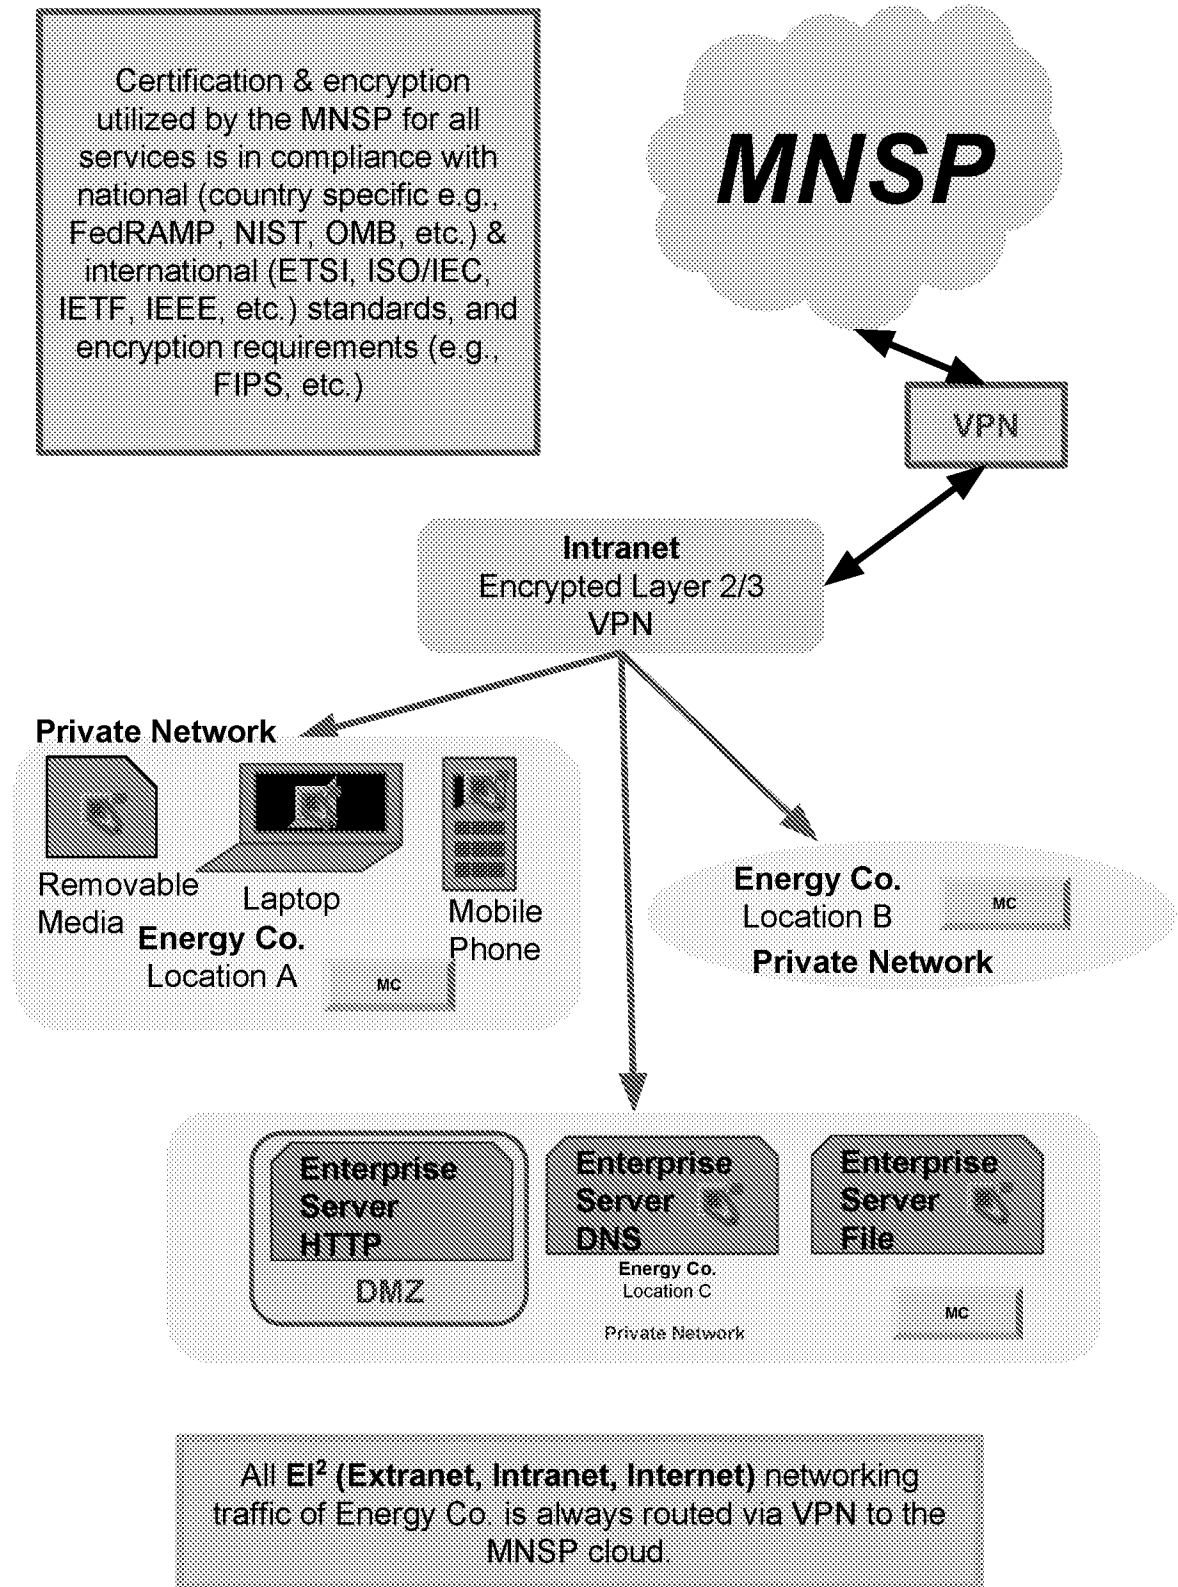 Certification & encryption
utilized by the MNSP for all
services is in compliance with
national (country specific e.g.,
FedRAMP, NIST, OMB, etc.) &
international (ETSI, ISO/IEC,
IETF, IEEE, etc.) standards, and
encryption requirements (e.g.,
FIPS, etc.)
MNSP
VPN
Intranet
Encrypted Layer 2/3
VPN
Private Network
Removable
Media
Laptop
Mobile
Phone
Energy Co.
Location A
MC
Energy Co.
Location B
MC
Private Network
Enterprise
Server
HTTP
DMZ
Enterprise
Server
DNS
Energy Co.
Location C
Private Network
Enterprise
Server
File
MC
All EI² (Extranet, Intranet, Internet) networking
traffic of Energy Co. is always routed via VPN to the
MNSP cloud.